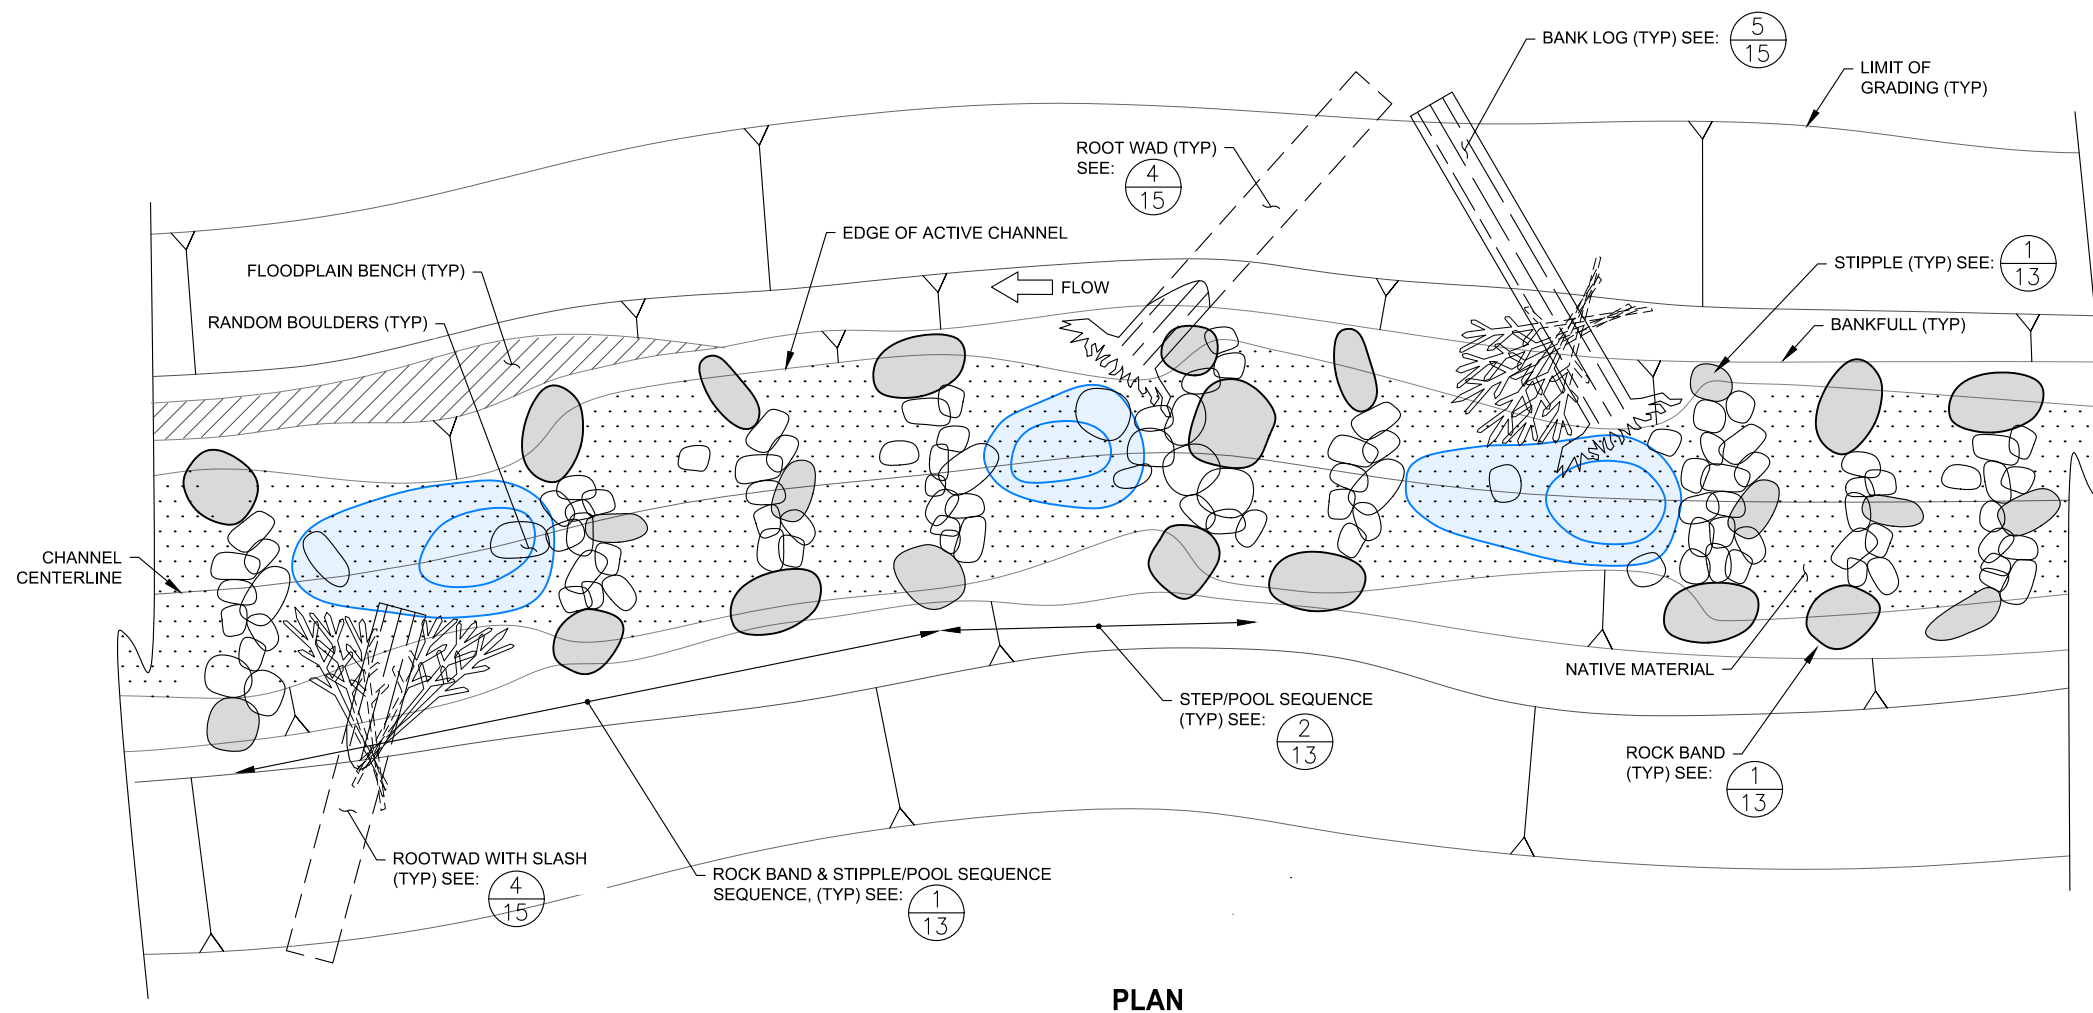 BANK LOG (TYP) SEE:
5
15
LIMIT OF
GRADING (TYP)
ROOT WAD (TYP)
SEE:
4
15
EDGE OF ACTIVE CHANNEL
FLOODPLAIN BENCH (TYP)
STIPPLE (TYP) SEE:
1
13
FLOW
RANDOM BOULDERS (TYP)
BANKFULL (TYP)
CHANNEL
CENTERLINE
NATIVE MATERIAL
STEP/POOL SEQUENCE
(TYP) SEE:
2
13
ROCK BAND
(TYP) SEE:
1
13
ROOTWAD WITH SLASH
(TYP) SEE:
4
15
ROCK BAND & STIPPLE/POOL SEQUENCE
SEQUENCE, (TYP) SEE:
1
13
PLAN